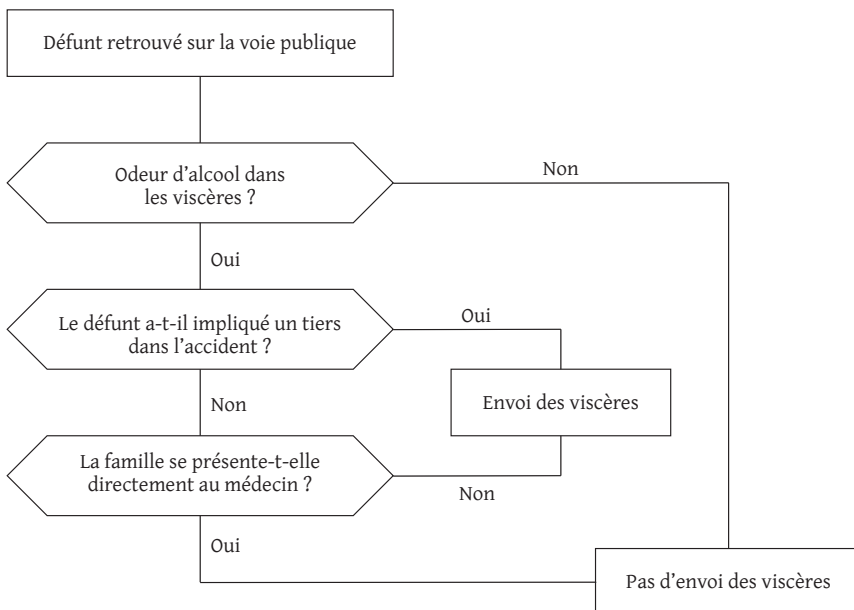 Défunt retrouvé sur la voie publique
Odeur d'alcool dans
les viscères ?
Non
Oui
Le défunt a-t-il impliqué un tiers
dans l'accident ?
Oui
Non
Envoi des viscères
La famille se présente-t-elle
directement au médecin ?
Non
Oui
Pas d'envoi des viscères